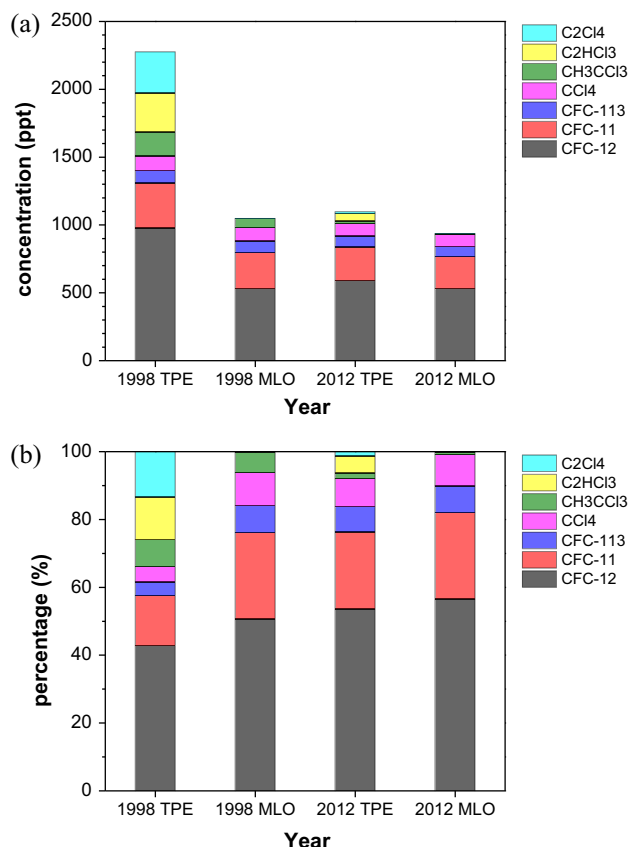 (a)
2500
2000
1500
1000
500
0
concentration (ppt)
1998 TPE 1998 MLO 2012 TPE 2012 MLO
Year
C2Cl4
C2HCl3
CH3CCl3
CCl4
CFC-113
CFC-11
CFC-12
(b)
100
80
60
40
20
0
percentage (%)
1998 TPE 1998 MLO 2012 TPE 2012 MLO
Year
C2Cl4
C2HCl3
CH3CCl3
CCl4
CFC-113
CFC-11
CFC-12